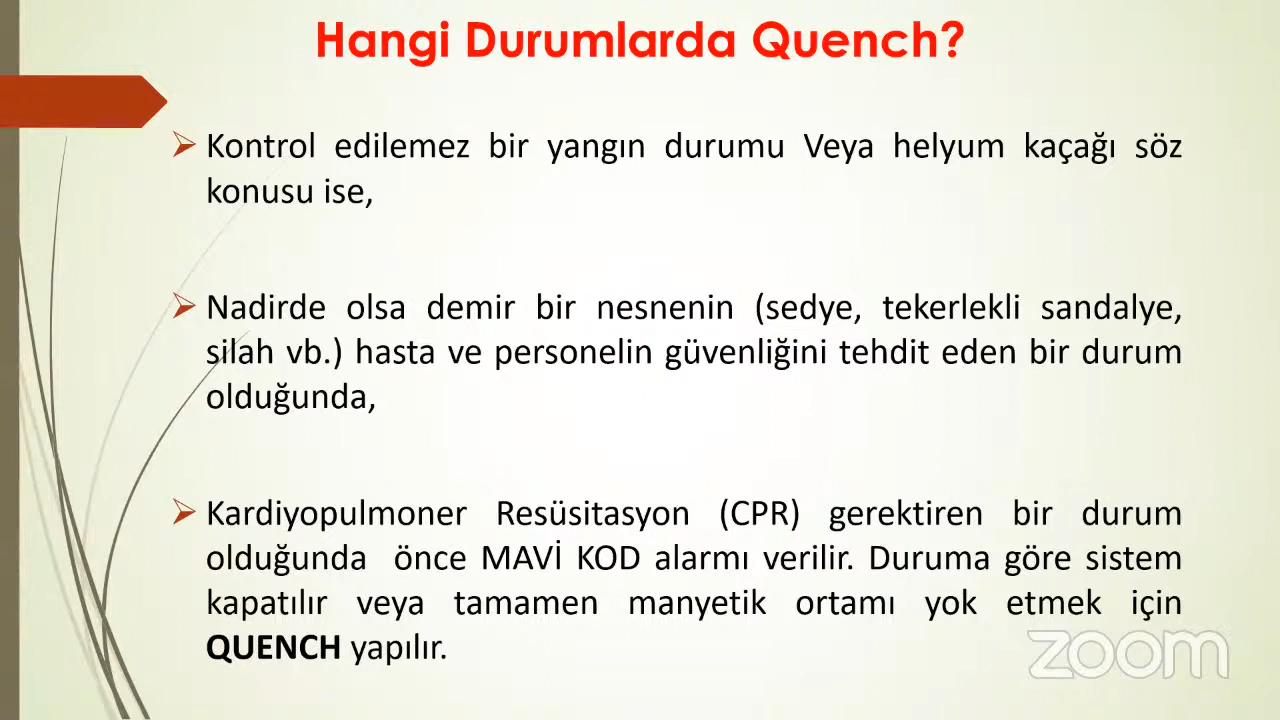 Hangi Durumlarda Quench?
Kontrol edilemez bir yangın durumu Veya helyum kaçağı söz
konusu ise,
Nadirde olsa demir bir nesnenin (sedye, tekerlekli sandalye,
silah vb.) hasta ve personelin güvenliğini tehdit eden bir durum
olduğunda,
Kardiyopulmoner Resüsitasyon (CPR) gerektiren bir durum
olduğunda önce MAVİ KOD alarmı verilir. Duruma göre sistem
kapatılır veya tamamen manyetik ortamı yok etmek için
QUENCH yapılır.
zoom